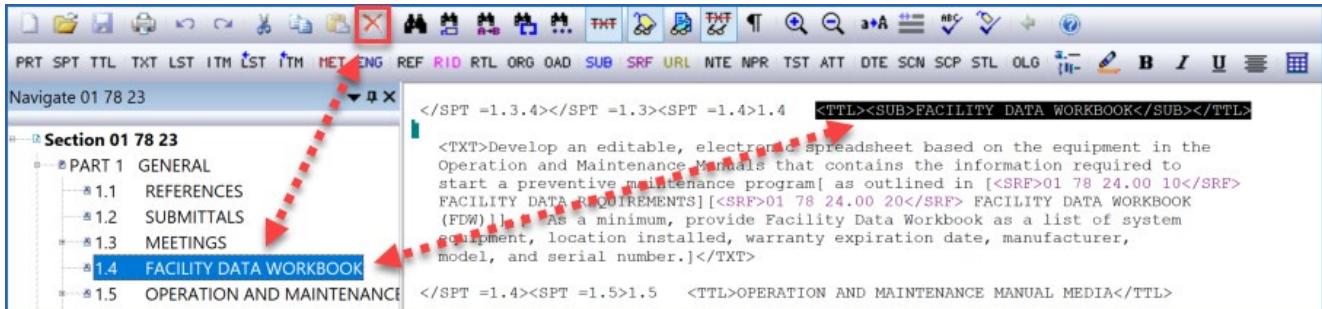 TXT TXT ¶ a→A ABC
PRT SPT TTL TXT LST ITM LST ITM MET ENG REF RID RTL ORG OAD SUB SRF URL NTE NPR TST ATT DTE SCN SCP STL OLG B I U
Navigate 01 78 23
Section 01 78 23
PART 1 GENERAL
1.1 REFERENCES
1.2 SUBMITTALS
1.3 MEETINGS
1.4 FACILITY DATA WORKBOOK
1.5 OPERATION AND MAINTENANCE
</SPT =1.3.4></SPT =1.3><SPT =1.4>1.4 <TTL><SUB>FACILITY DATA WORKBOOK</SUB></TTL>
<TXT>Develop an editable, electronic spreadsheet based on the equipment in the
Operation and Maintenance Manuals that contains the information required to
start a preventive maintenance program[ as outlined in [<SRF>01 78 24.00 10</SRF>
FACILITY DATA REQUIREMENTS][<SRF>01 78 24.00 20</SRF> FACILITY DATA WORKBOOK
(FDW)]]. As a minimum, provide Facility Data Workbook as a list of system
equipment, location installed, warranty expiration date, manufacturer,
model, and serial number.]</TXT>
</SPT =1.4><SPT =1.5>1.5 <TTL>OPERATION AND MAINTENANCE MANUAL MEDIA</TTL>